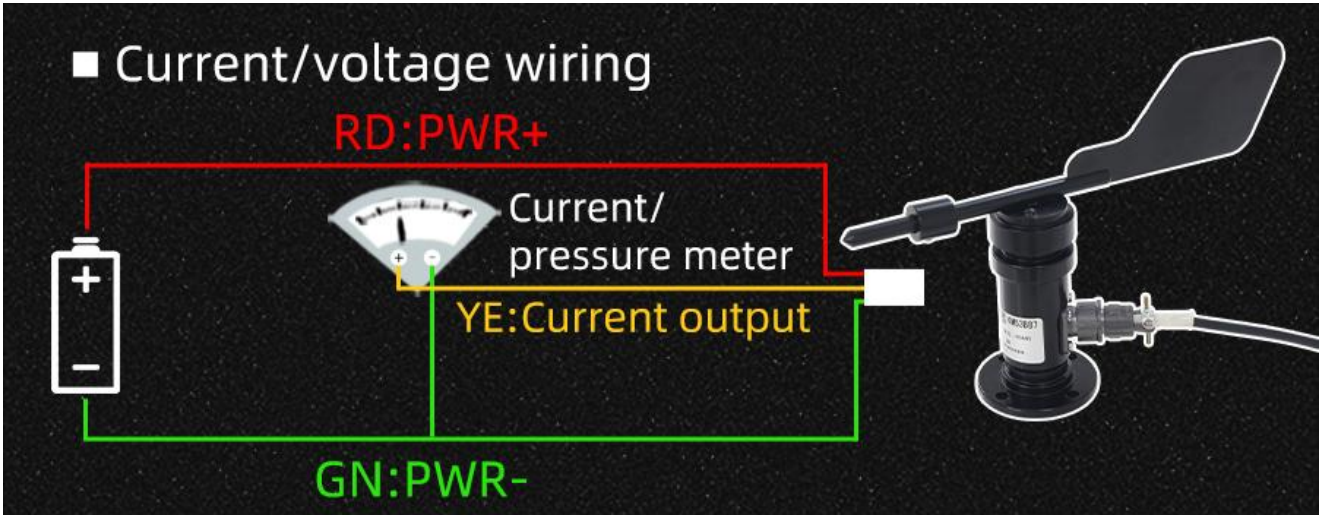 Current/voltage wiring
RD:PWR+
Current/
pressure meter
YE:Current output
GN:PWR-